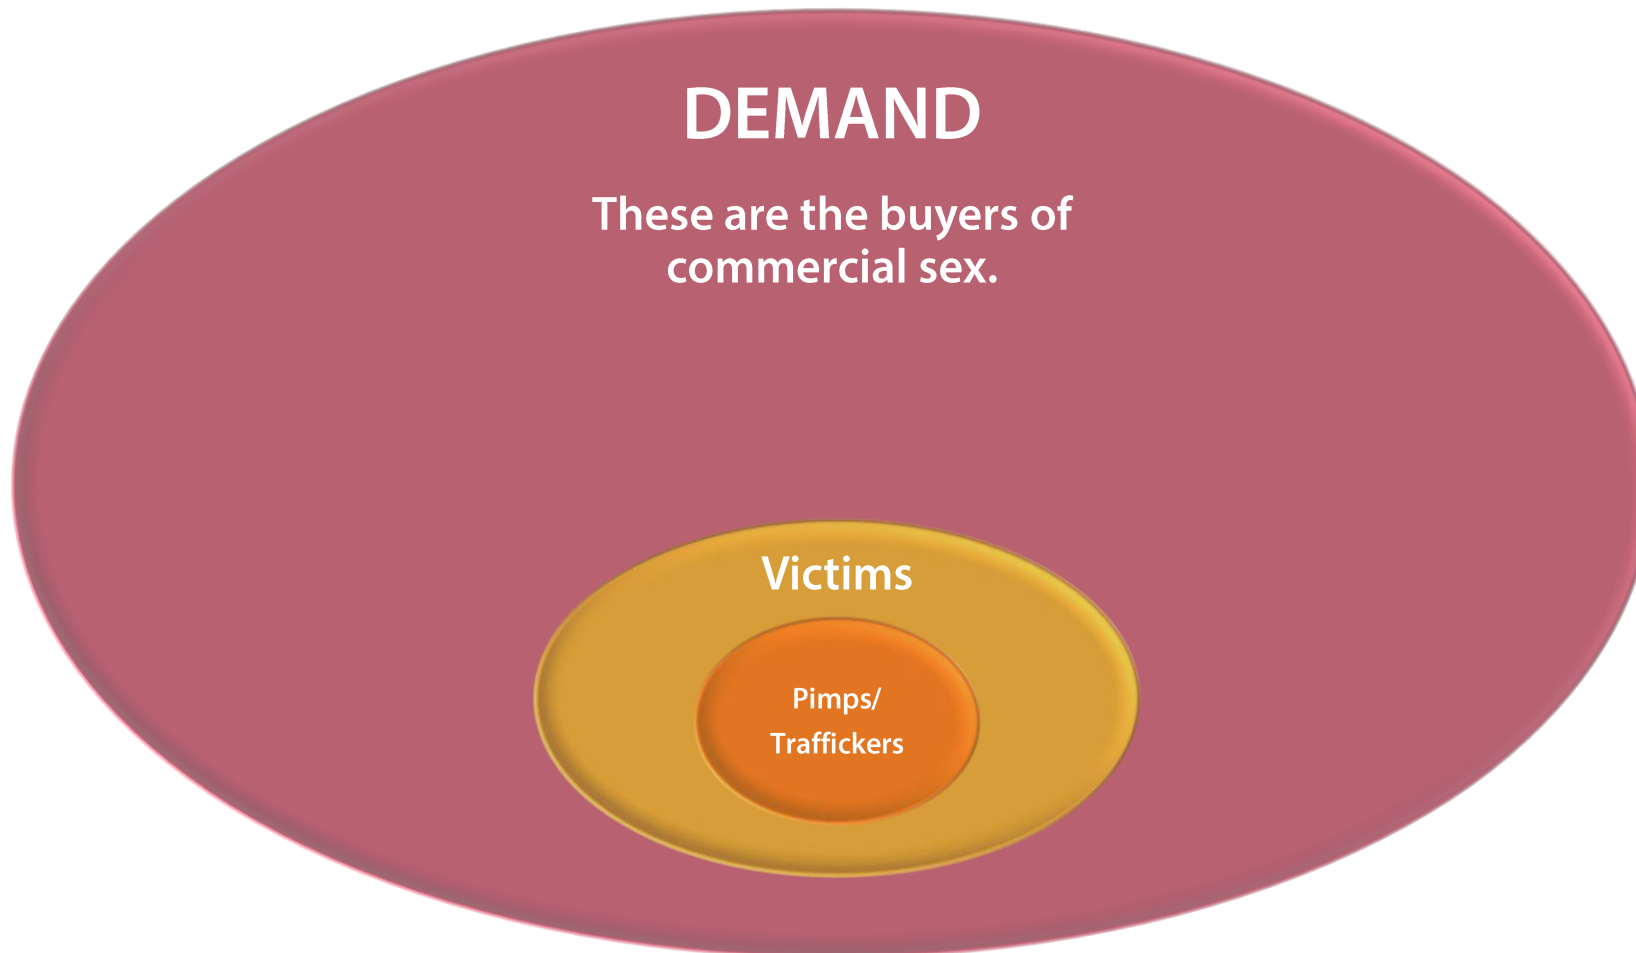 DEMAND
These are the buyers of
commercial sex.
Victims
Pimps/
Traffickers